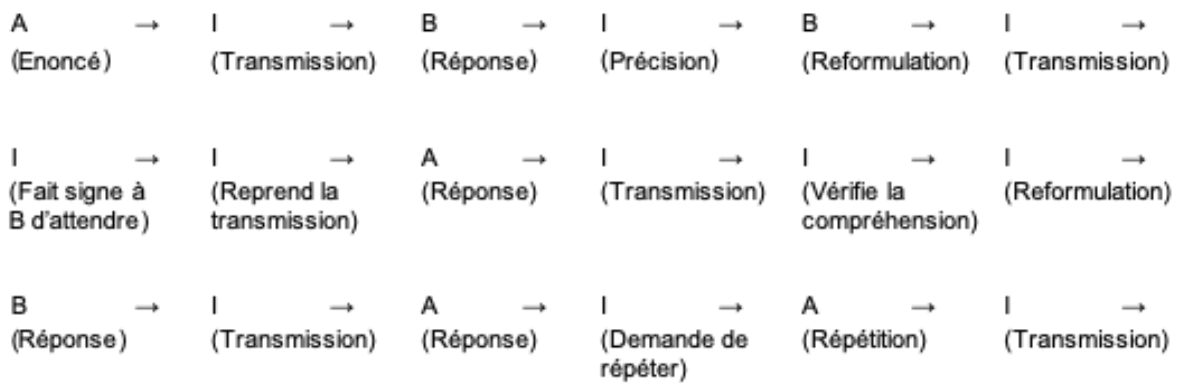 A → I → B → I → B → I →
(Enoncé) (Transmission) (Réponse) (Précision) (Reformulation) (Transmission)
I → I → A → I → I → I →
(Fait signe à (Reprend la (Réponse) (Transmission) (Vérifie la (Reformulation)
B d'attendre) transmission) compréhension)
B → I → A → I → A → I →
(Réponse) (Transmission) (Réponse) (Demande de (Répétition) (Transmission)
répéter)